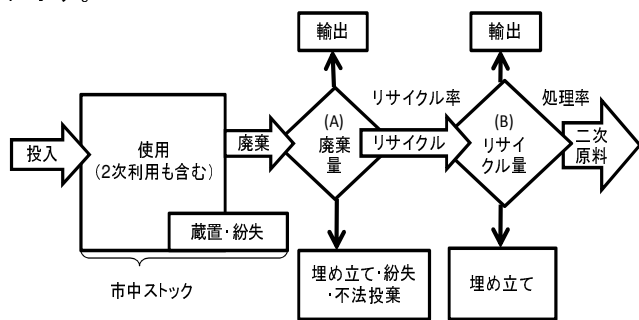 輸出
輸出
リサイクル率
処理率
投入
使用
(2次利用も含む)
廃棄
(A)
廃棄
量
リサイクル
(B)
リサイ
クル量
二次
原料
蔵置・紛失
市中ストック
埋め立て・紛失
・不法投棄
埋め立て